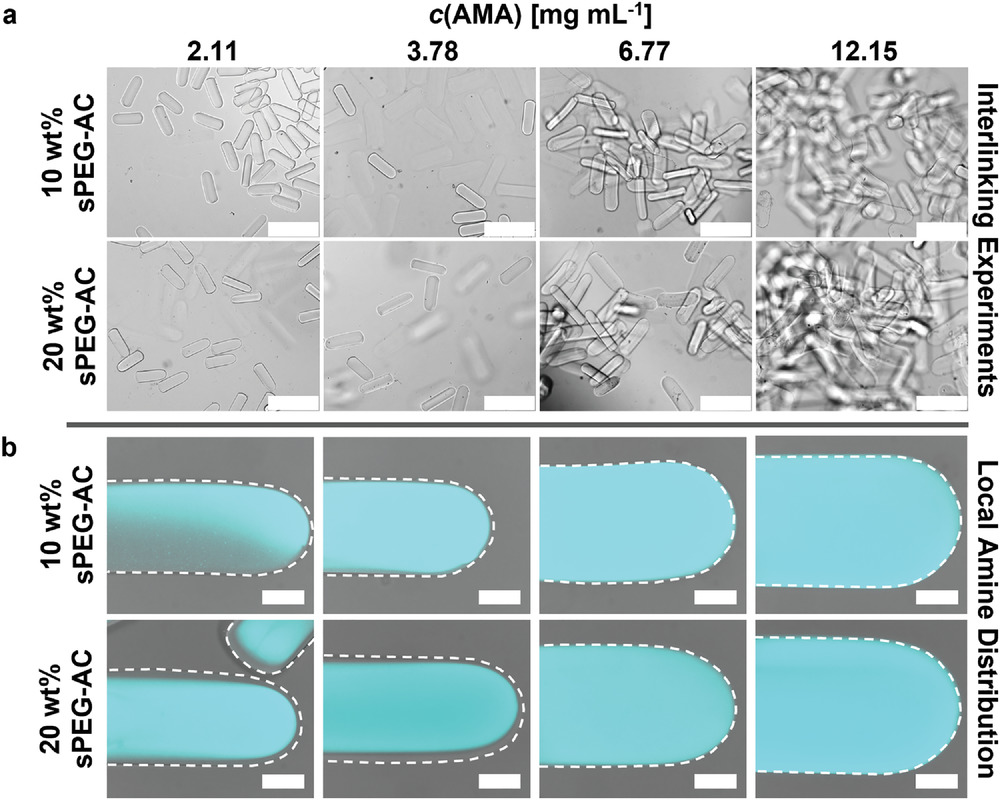 a
c(AMA) [mg mL-1]
2.11 3.78 6.77 12.15
10 wt%
sPEG-AC
20 wt%
sPEG-AC
Interlinking Experiments
b
10 wt%
sPEG-AC
20 wt%
sPEG-AC
Local Amine Distribution